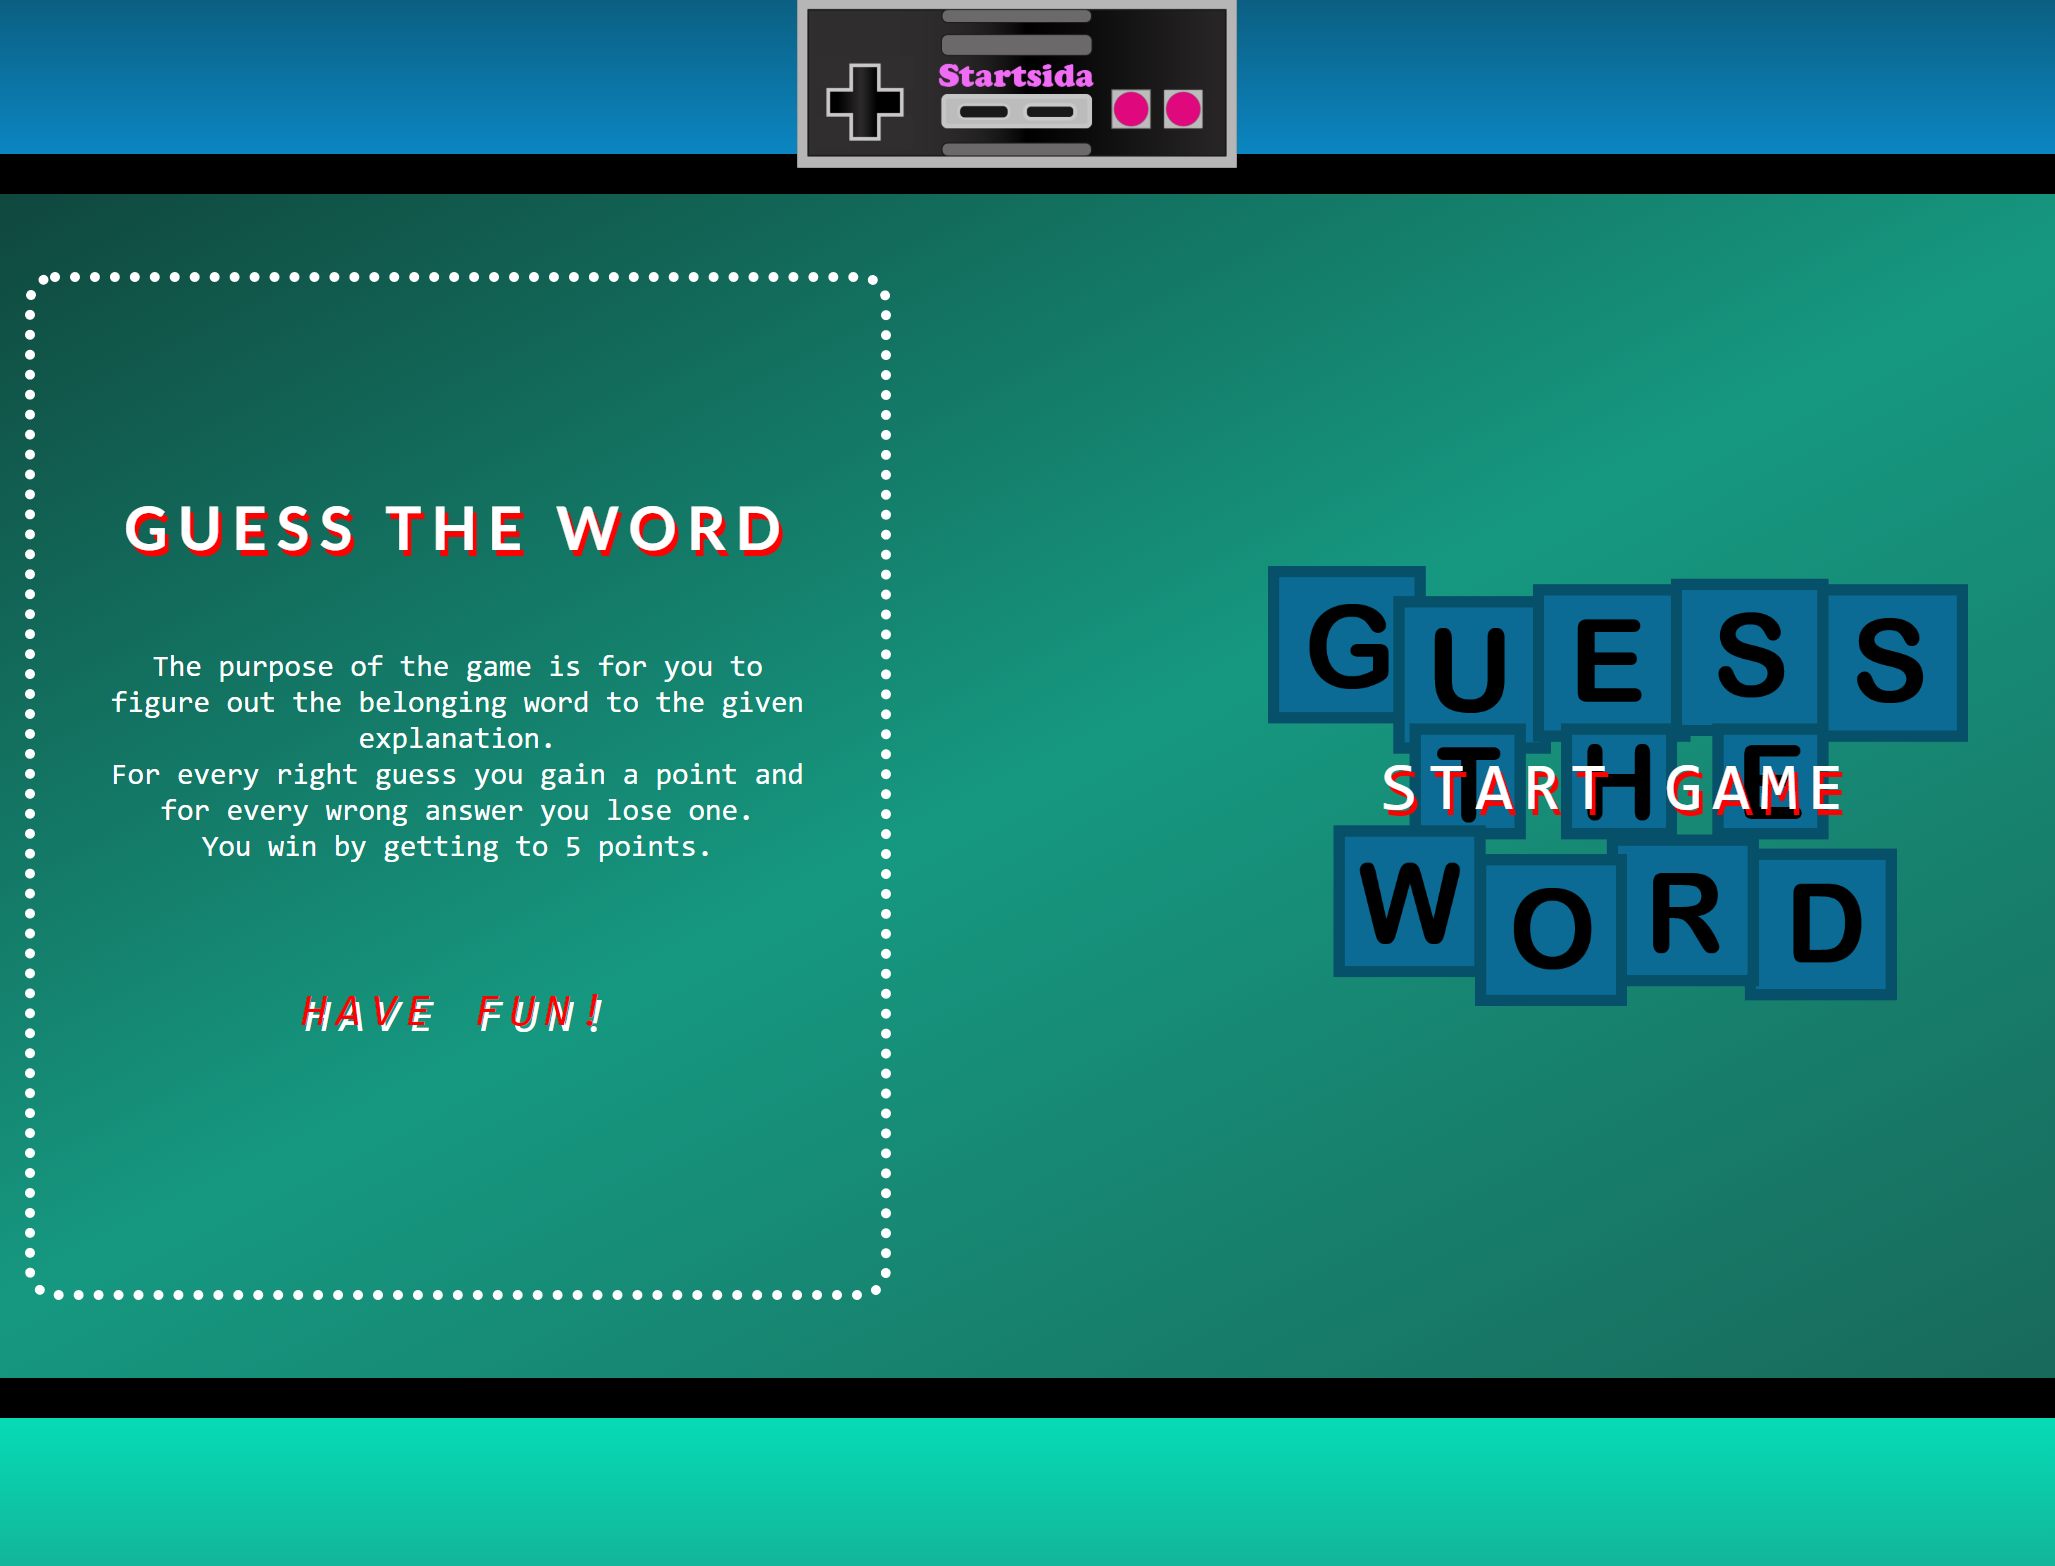 Startsida
GUESS THE WORD
The purpose of the game is for you to
figure out the belonging word to the given
explanation.
For every right guess you gain a point and
for every wrong answer you lose one.
You win by getting to 5 points.
HAVE FUN!
GUESS
THE
START GAME
WORD